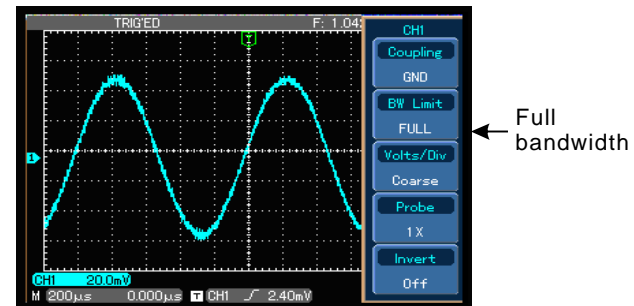 TRIG'ED F: 1.04
CH1
Coupling
GND
BW Limit
FULL
Volts/Div
Coarse
Probe
1X
Invert
Off
Full
bandwidth
T
1
CH1 20.0mV
M 200µs 0.000µs T CH1 2.40mV